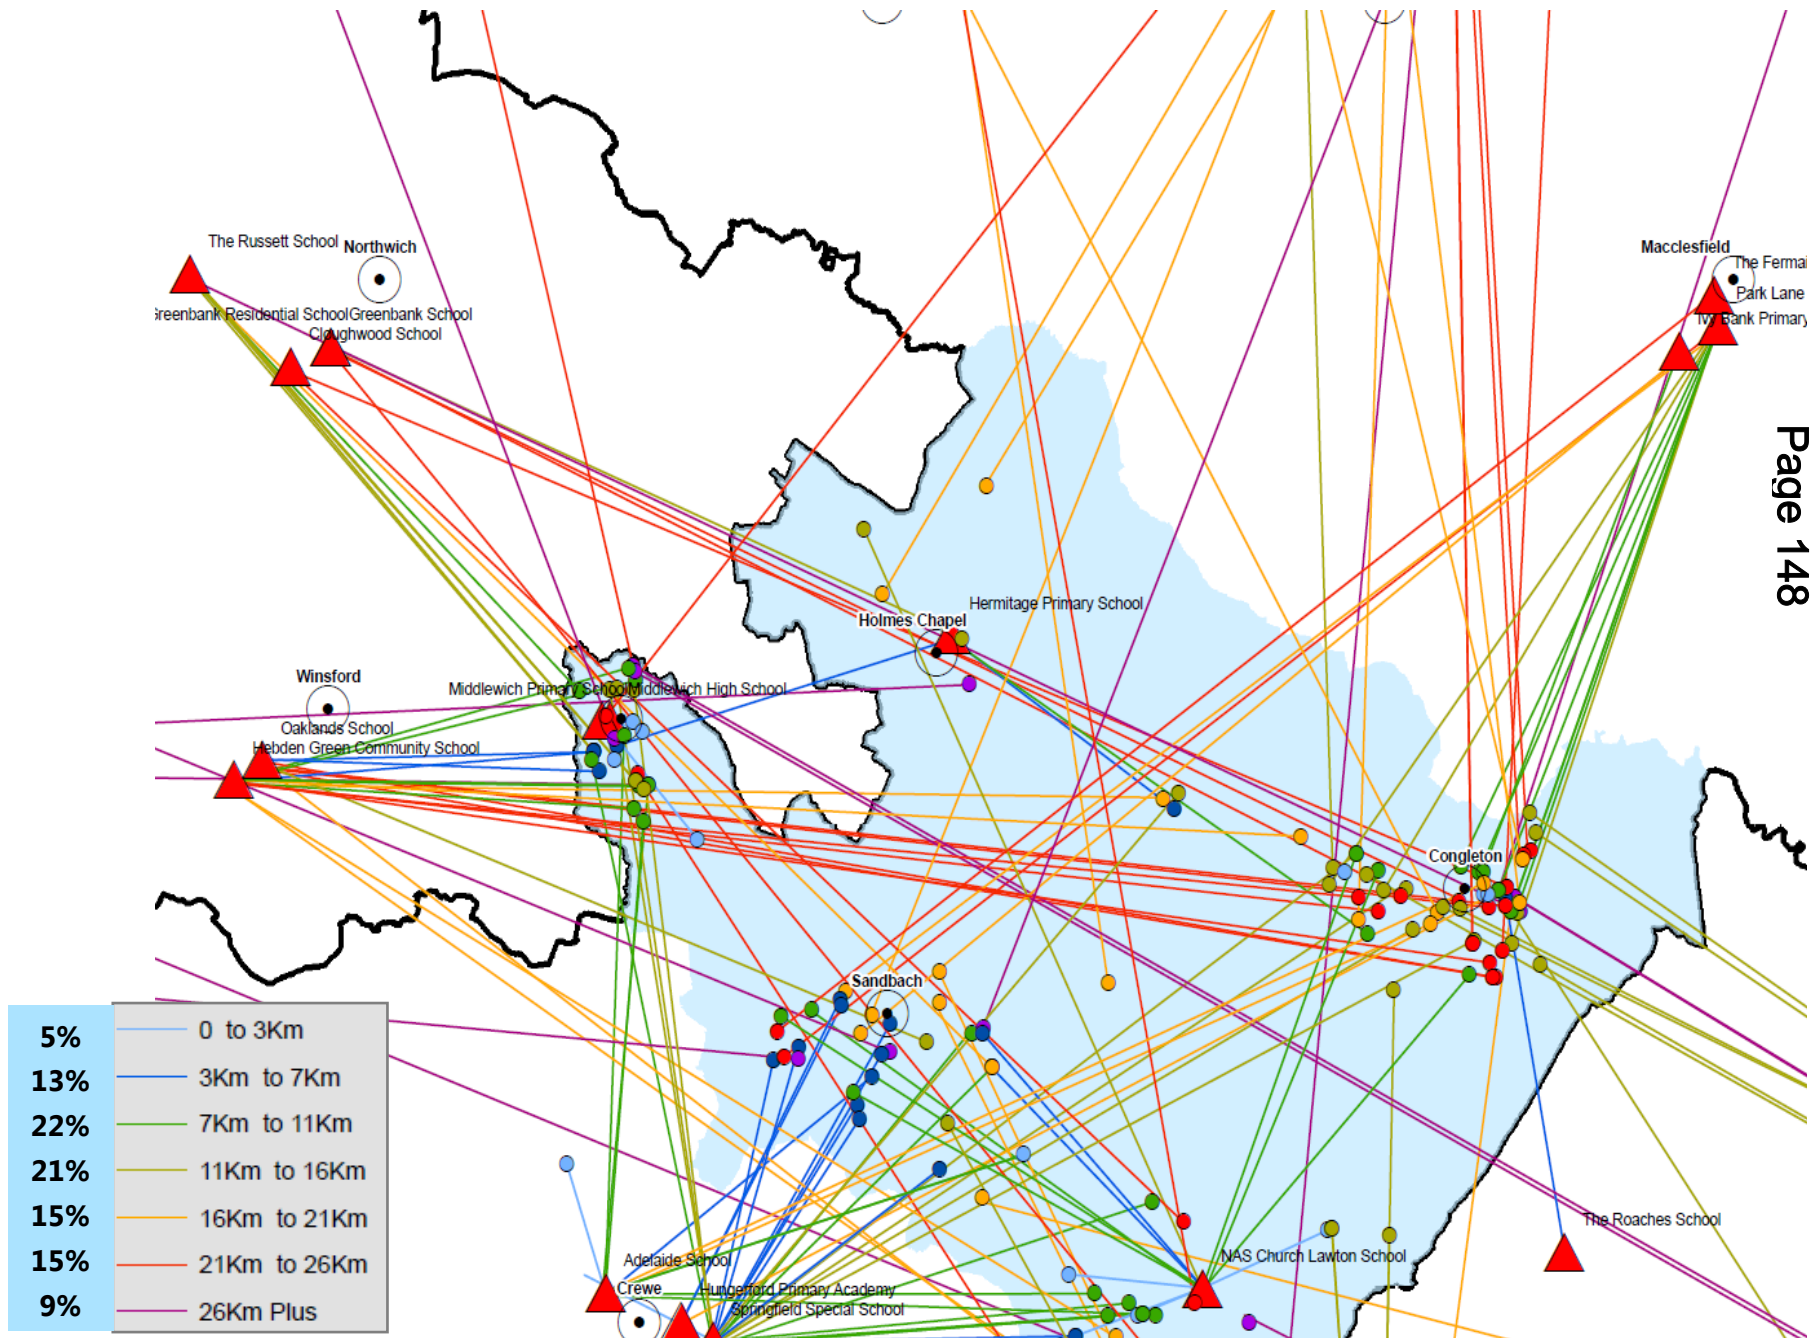 The Russett School
Northwich
Greenbank Residential School
Greenbank School
Cloughwood School
Macclesfield
The Fermai
Park Lane
Ivy Bank Primary
Page 148
Hermitage Primary School
Holmes Chapel
Winsford
Middlewich Primary School
Middlewich High School
Oaklands School
Hebden Green Community School
Congleton
Sandbach
5% 0 to 3Km
13% 3Km to 7Km
22% 7Km to 11Km
21% 11Km to 16Km
15% 16Km to 21Km
15% 21Km to 26Km
9% 26Km Plus
The Roaches School
NAS Church Lawton School
Adelaide School
Crewe
Hungerford Primary Academy
Springfield Special School